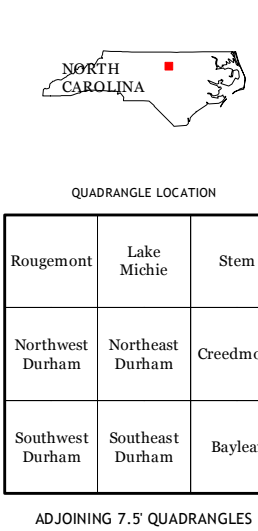 NORTH
CAROLINA
QUADRANGLE LOCATION
Rougemont
Lake
Michie
Stem
Northwest
Durham
Northeast
Durham
Southwest
Durham
Southeast
Durham
ADJOINING 7.5' QUADRANGLES